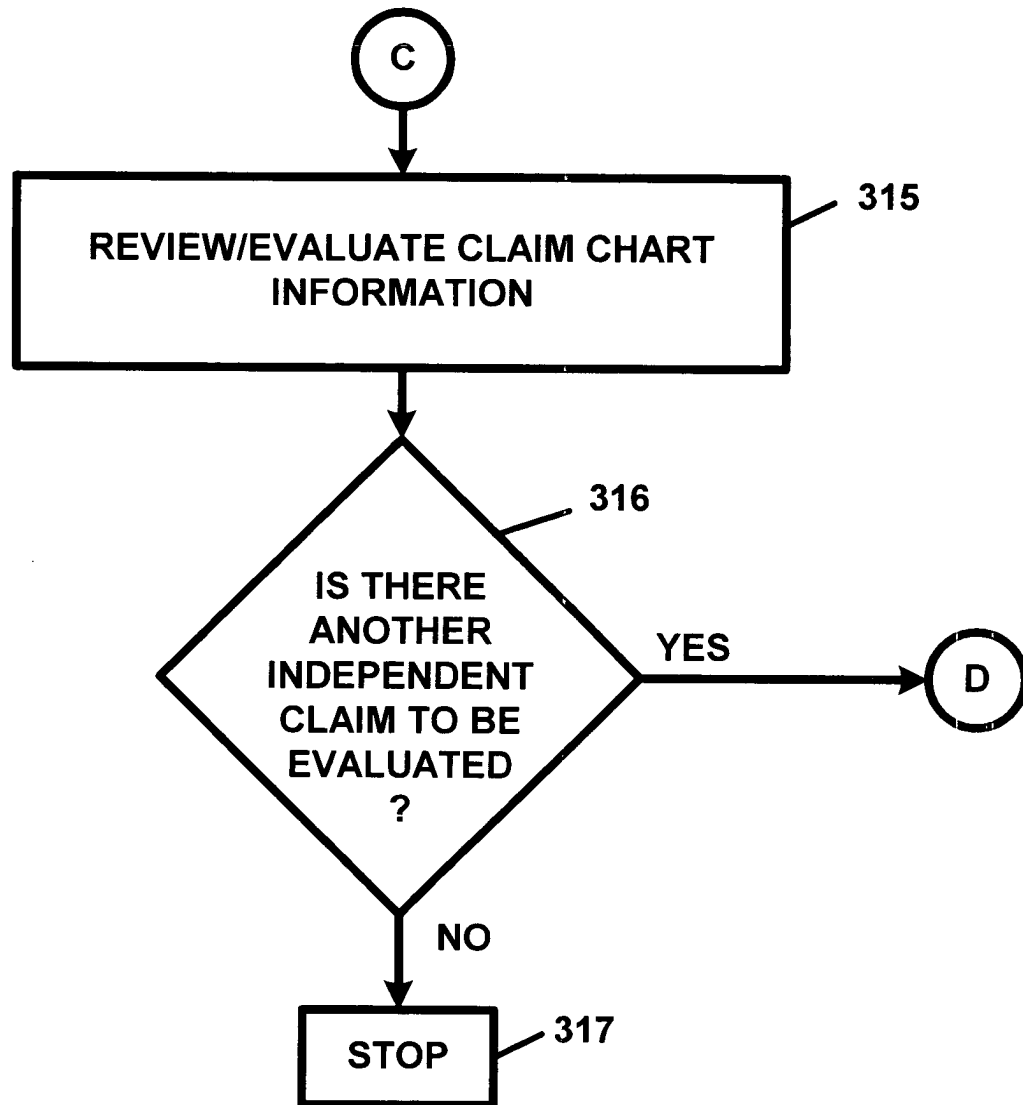 C
315
REVIEW/EVALUATE CLAIM CHART
INFORMATION
316
IS THERE
ANOTHER
INDEPENDENT
CLAIM TO BE
EVALUATED
?
YES
D
NO
317
STOP